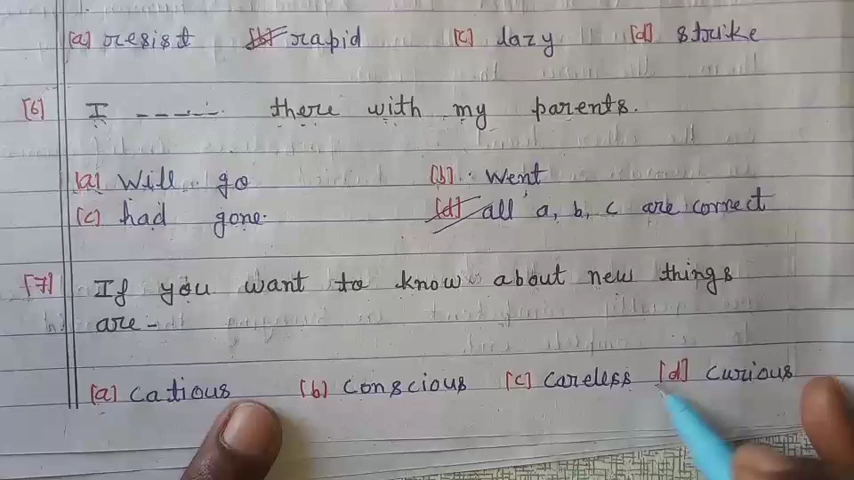 [a] resist [b] rapid [c] lazy [d] strike
[6] I ----- there with my parents.
[a] will go [b] went
[c] had gone. [d] all a, b, c are correct
[7] If you want to know about new things
are-
[a] catious [b] conscious [c] careless [d] curious